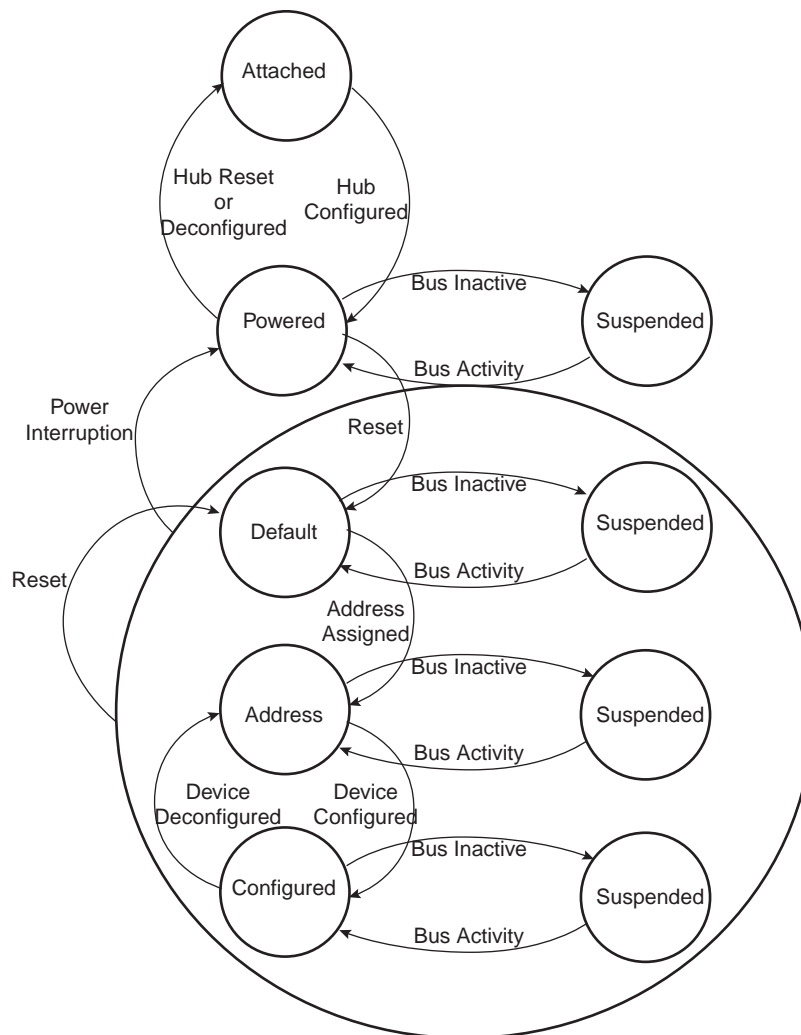 Attached
Hub Reset
or
Deconfigured
Hub
Configured
Bus Inactive
Powered
Suspended
Bus Activity
Power
Interruption
Reset
Bus Inactive
Default
Suspended
Bus Activity
Reset
Address
Assigned
Bus Inactive
Address
Suspended
Bus Activity
Device
Deconfigured
Device
Configured
Bus Inactive
Configured
Suspended
Bus Activity